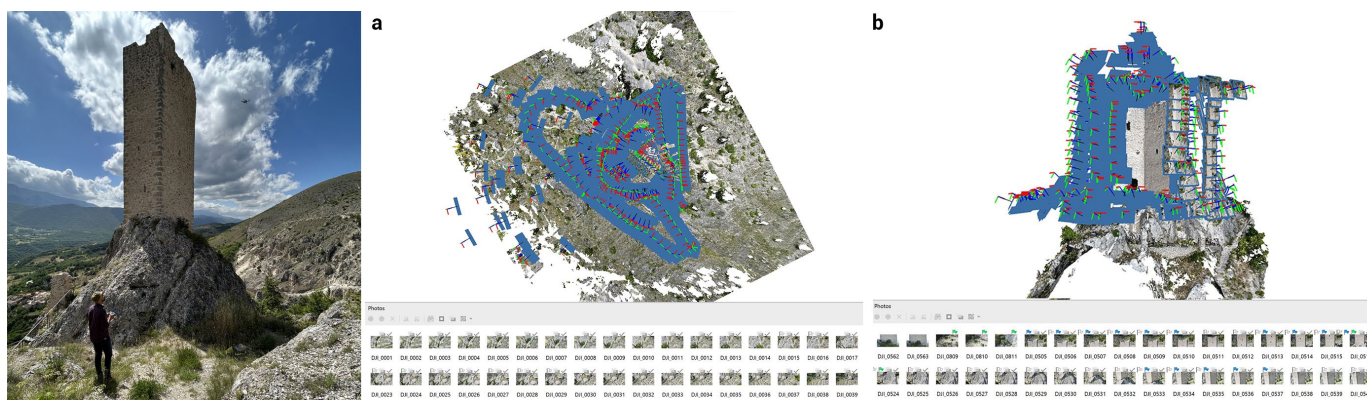 a
Photos
DJI_0001 DJI_0002 DJI_0003 DJI_0004 DJI_0005 DJI_0006 DJI_0007 DJI_0008 DJI_0009 DJI_0010 DJI_0011 DJI_0012 DJI_0013 DJI_0014 DJI_0015 DJI_0016 DJI_0017
DJI_0023 DJI_0024 DJI_0025 DJI_0026 DJI_0027 DJI_0028 DJI_0029 DJI_0030 DJI_0031 DJI_0032 DJI_0033 DJI_0034 DJI_0035 DJI_0036 DJI_0037 DJI_0038 DJI_0039
b
Photos
DJI_0562 DJI_0563 DJI_0809 DJI_0810 DJI_0811 DJI_0505 DJI_0506 DJI_0507 DJI_0508 DJI_0509 DJI_0510 DJI_0511 DJI_0512 DJI_0513 DJI_0514 DJI_0515
DJI_0524 DJI_0525 DJI_0526 DJI_0527 DJI_0528 DJI_0529 DJI_0530 DJI_0531 DJI_0532 DJI_0533 DJI_0534 DJI_0535 DJI_0536 DJI_0537 DJI_0538 DJI_0539